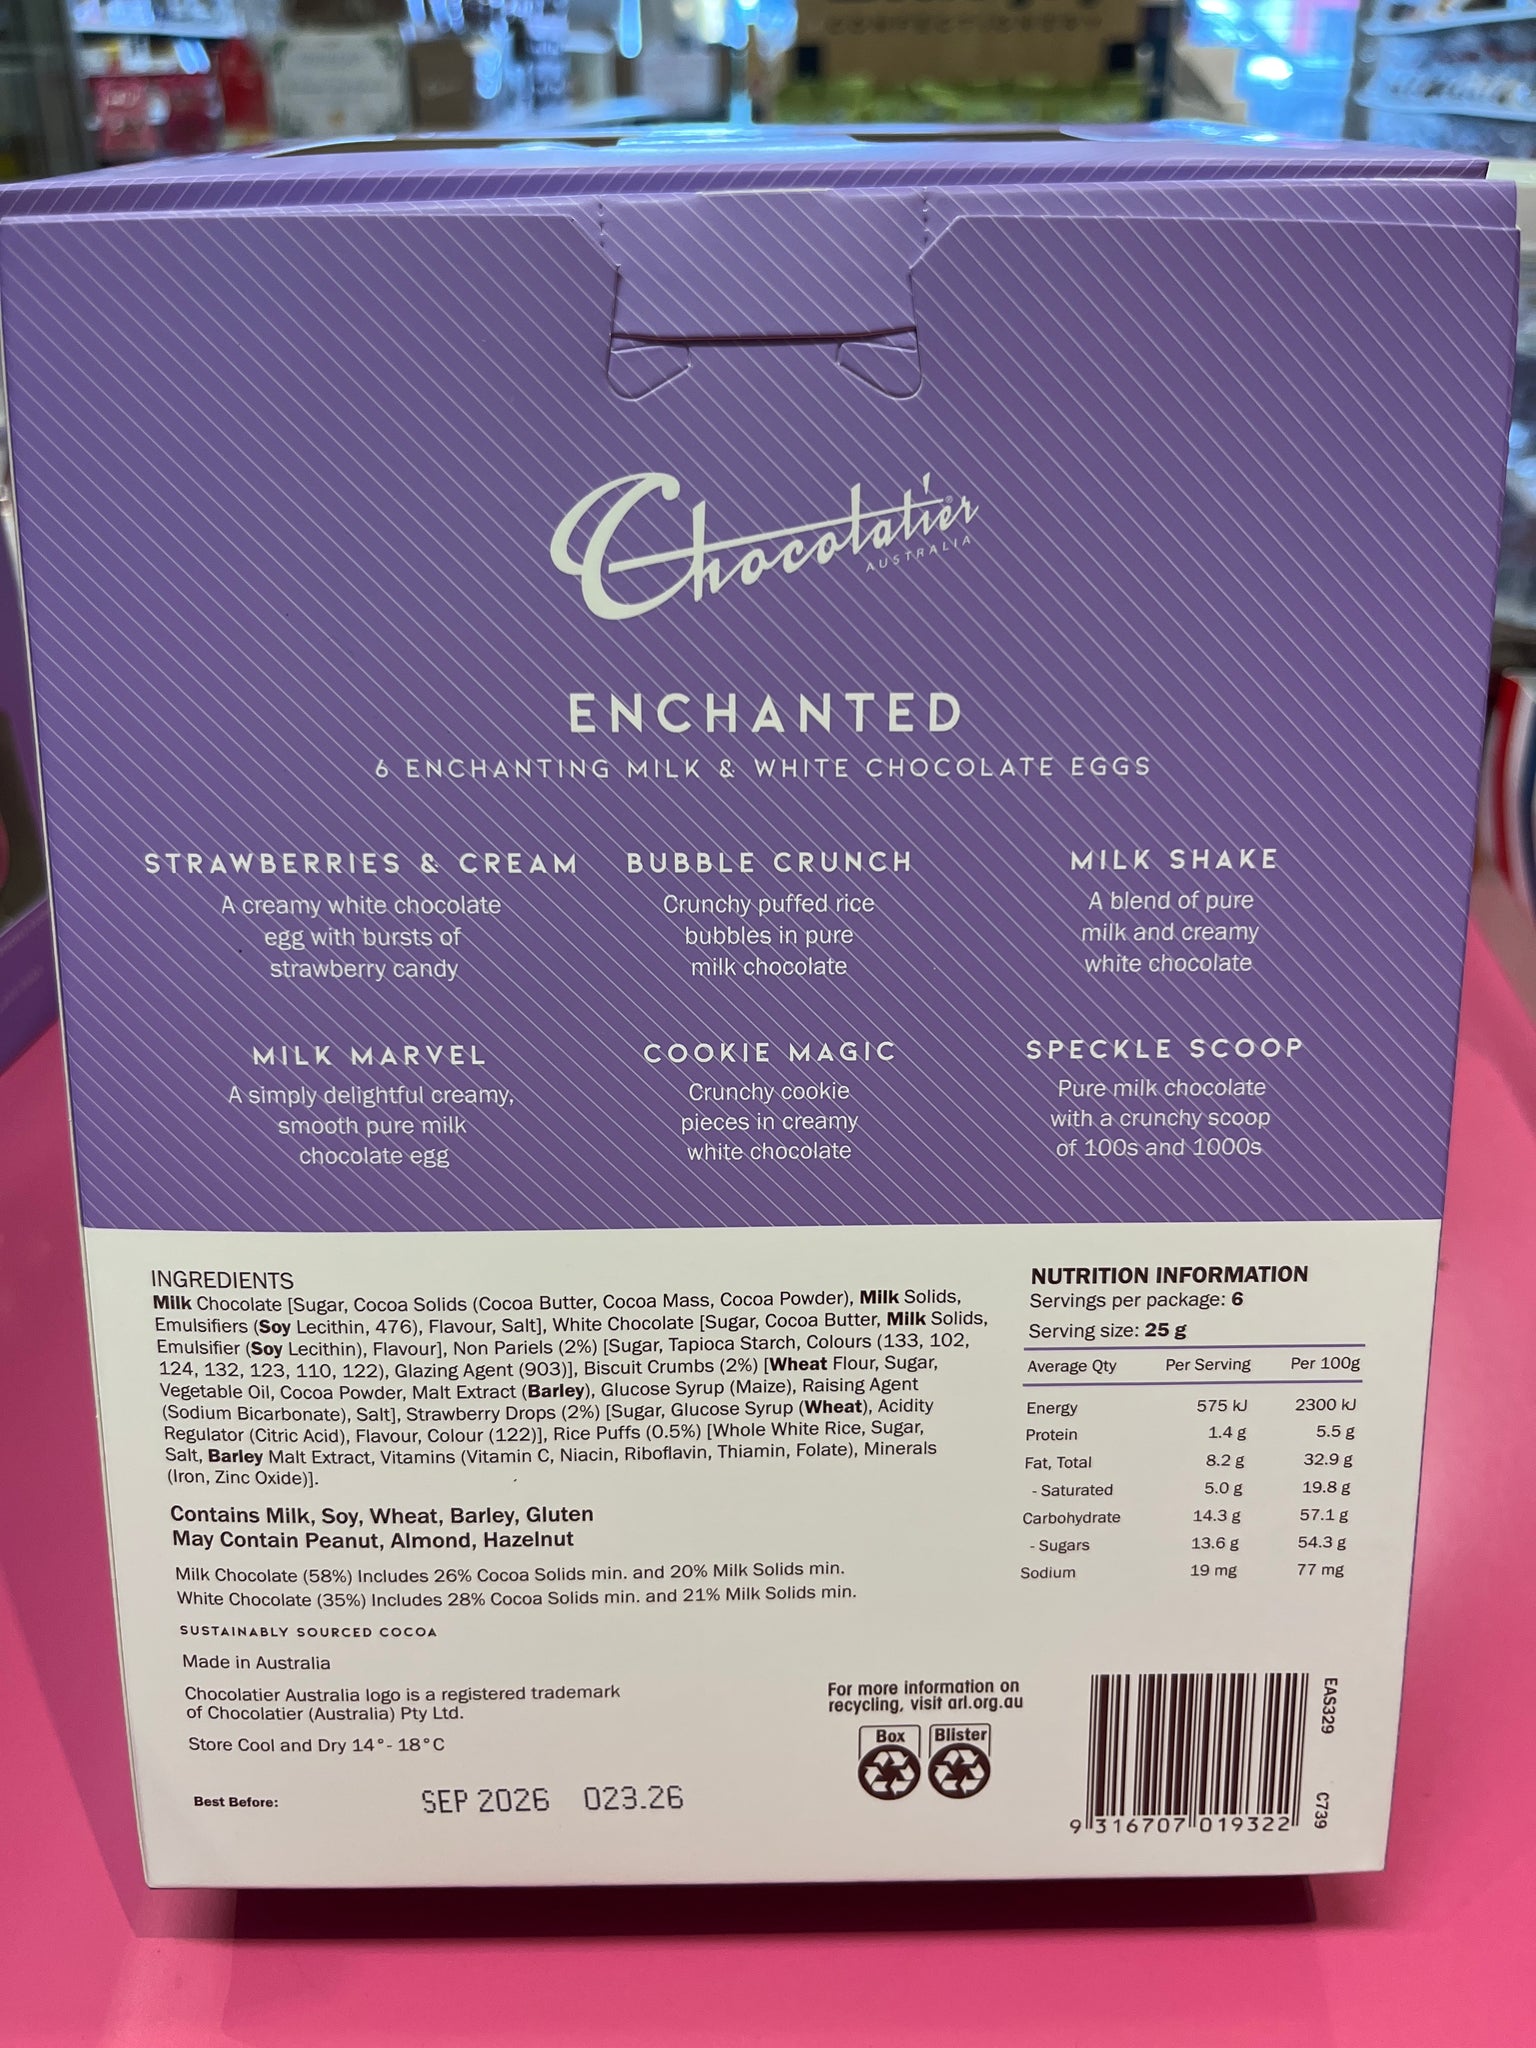 CONFECTIONERY
Chocolatier®
AUSTRALIA
ENCHANTED
6 ENCHANTING MILK & WHITE CHOCOLATE EGGS
STRAWBERRIES & CREAM
A creamy white chocolate
egg with bursts of
strawberry candy
BUBBLE CRUNCH
Crunchy puffed rice
bubbles in pure
milk chocolate
MILK SHAKE
A blend of pure
milk and creamy
white chocolate
MILK MARVEL
A simply delightful creamy,
smooth pure milk
chocolate egg
COOKIE MAGIC
Crunchy cookie
pieces in creamy
white chocolate
SPECKLE SCOOP
Pure milk chocolate
with a crunchy scoop
of 100s and 1000s
INGREDIENTS
Milk Chocolate [Sugar, Cocoa Solids (Cocoa Butter, Cocoa Mass, Cocoa Powder), Milk Solids,
Emulsifiers (Soy Lecithin, 476), Flavour, Salt], White Chocolate [Sugar, Cocoa Butter, Milk Solids,
Emulsifier (Soy Lecithin), Flavour], Non Pariels (2%) [Sugar, Tapioca Starch, Colours (133, 102,
124, 132, 123, 110, 122), Glazing Agent (903)], Biscuit Crumbs (2%) [Wheat Flour, Sugar,
Vegetable Oil, Cocoa Powder, Malt Extract (Barley), Glucose Syrup (Maize), Raising Agent
(Sodium Bicarbonate), Salt], Strawberry Drops (2%) [Sugar, Glucose Syrup (Wheat), Acidity
Regulator (Citric Acid), Flavour, Colour (122)], Rice Puffs (0.5%) [Whole White Rice, Sugar,
Salt, Barley Malt Extract, Vitamins (Vitamin C, Niacin, Riboflavin, Thiamin, Folate), Minerals
(Iron, Zinc Oxide)].
Contains Milk, Soy, Wheat, Barley, Gluten
May Contain Peanut, Almond, Hazelnut
Milk Chocolate (58%) Includes 26% Cocoa Solids min. and 20% Milk Solids min.
White Chocolate (35%) Includes 28% Cocoa Solids min. and 21% Milk Solids min.
SUSTAINABLY SOURCED COCOA
Made in Australia
Chocolatier Australia logo is a registered trademark
of Chocolatier (Australia) Pty Ltd.
Store Cool and Dry 14°- 18°C
Best Before: SEP 2026 023.26
NUTRITION INFORMATION
Servings per package: 6
Serving size: 25 g
Average Qty Per Serving Per 100g
Energy 575 kJ 2300 kJ
Protein 1.4 g 5.5 g
Fat, Total 8.2 g 32.9 g
- Saturated 5.0 g 19.8 g
Carbohydrate 14.3 g 57.1 g
- Sugars 13.6 g 54.3 g
Sodium 19 mg 77 mg
For more information on
recycling, visit arl.org.au
Box Blister
9 316707 019322
EAS329
C739